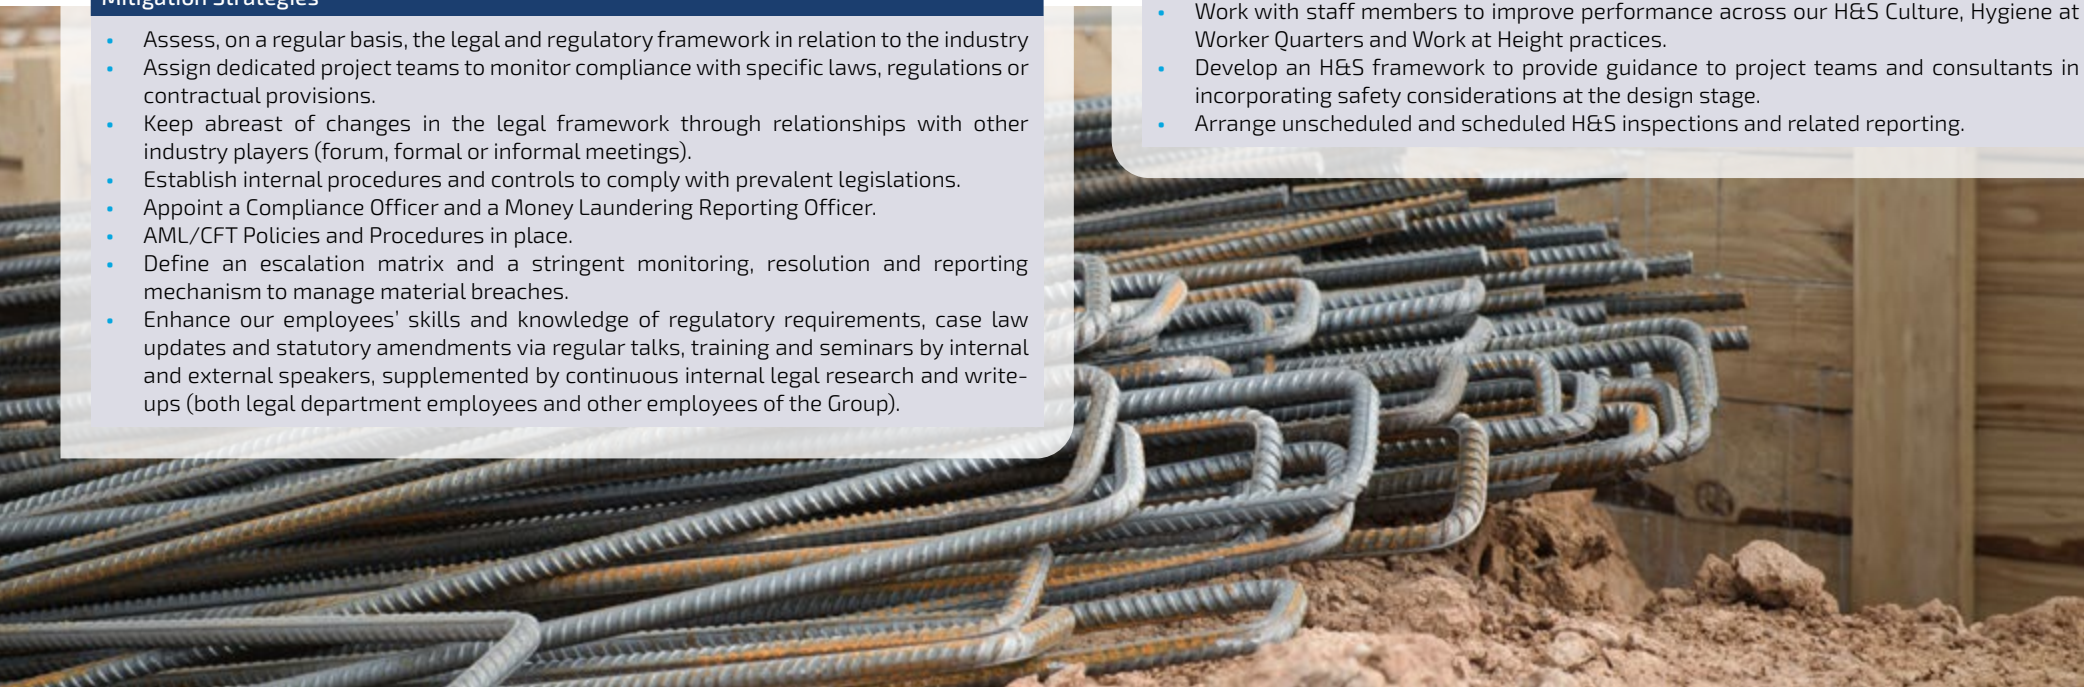 Mitigation Strategies
• Assess, on a regular basis, the legal and regulatory framework in relation to the industry
• Assign dedicated project teams to monitor compliance with specific laws, regulations or
contractual provisions.
• Keep abreast of changes in the legal framework through relationships with other
industry players (forum, formal or informal meetings).
• Establish internal procedures and controls to comply with prevalent legislations.
• Appoint a Compliance Officer and a Money Laundering Reporting Officer.
• AML/CFT Policies and Procedures in place.
• Define an escalation matrix and a stringent monitoring, resolution and reporting
mechanism to manage material breaches.
• Enhance our employees’ skills and knowledge of regulatory requirements, case law
updates and statutory amendments via regular talks, training and seminars by internal
and external speakers, supplemented by continuous internal legal research and write-
ups (both legal department employees and other employees of the Group).
• Work with staff members to improve performance across our H&S Culture, Hygiene at
Worker Quarters and Work at Height practices.
• Develop an H&S framework to provide guidance to project teams and consultants in
incorporating safety considerations at the design stage.
• Arrange unscheduled and scheduled H&S inspections and related reporting.